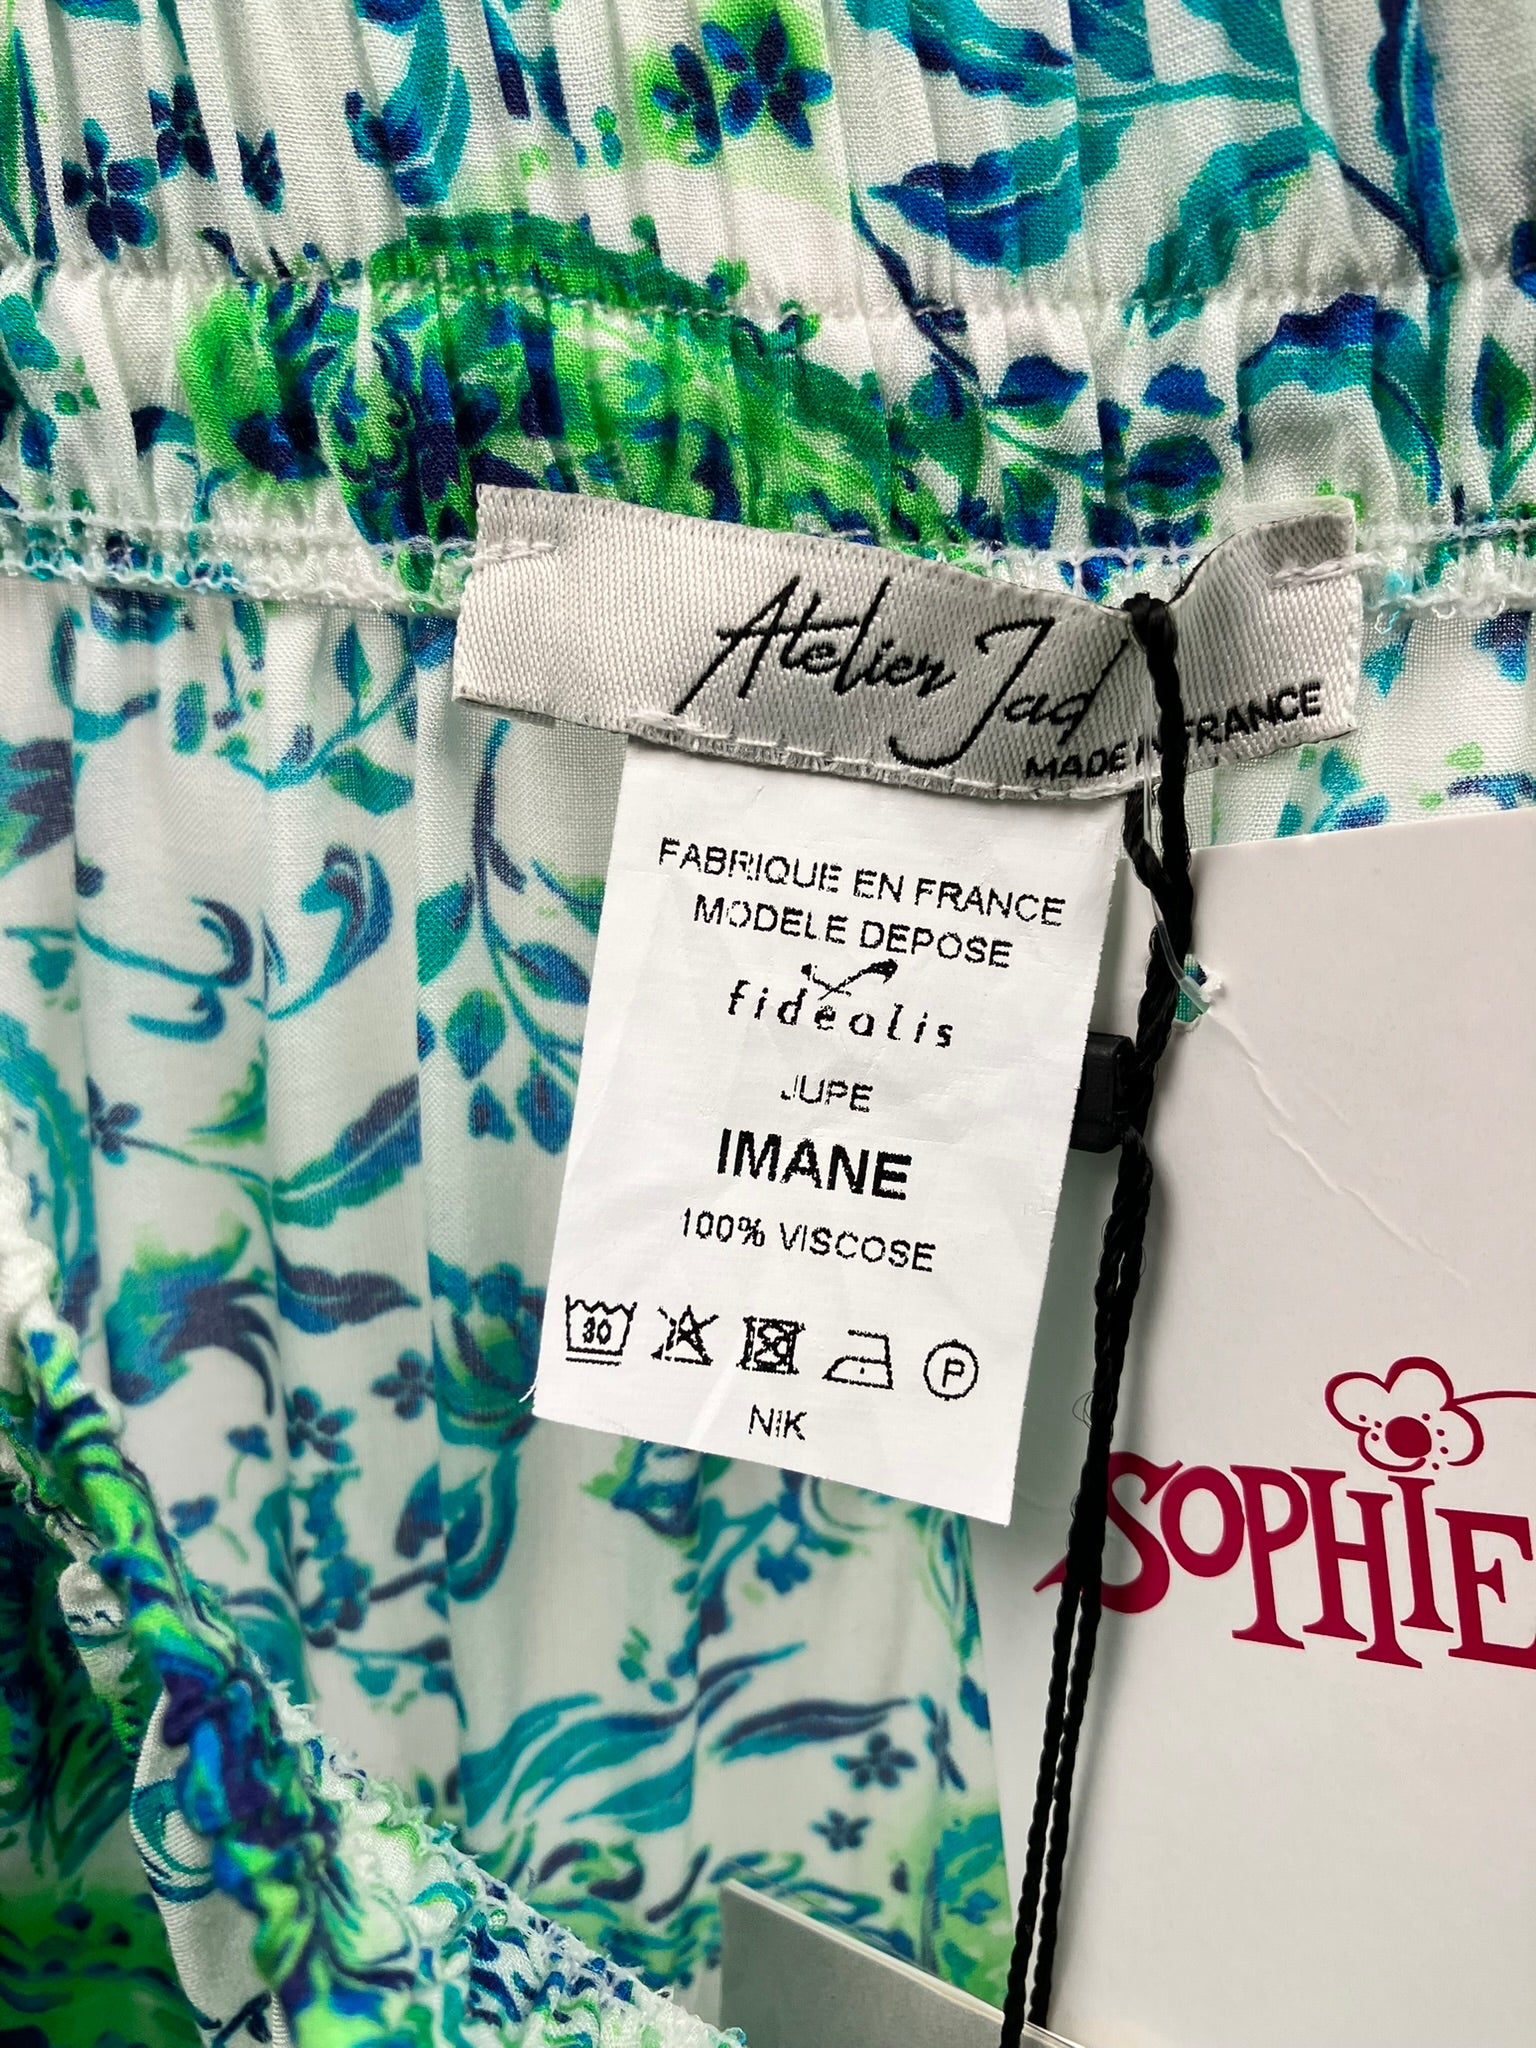 Atelier Jad
MADE IN FRANCE
FABRIQUE EN FRANCE
MODELE DEPOSE
fidealis
JUPE
IMANE
100% VISCOSE
30
P
NIK
SOPHIE